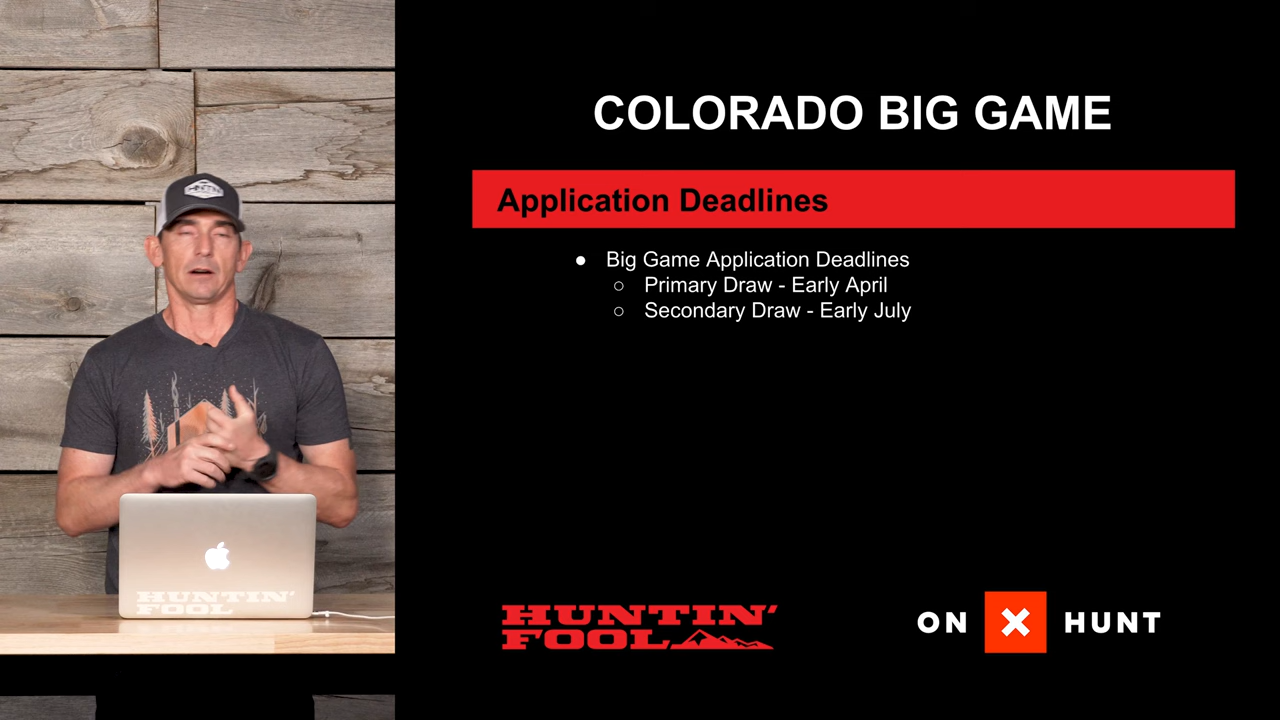 COLORADO BIG GAME
Application Deadlines
● Big Game Application Deadlines
○ Primary Draw - Early April
○ Secondary Draw - Early July
HUNTIN'
FOOL
HUNTIN'
FOOL
ON X HUNT